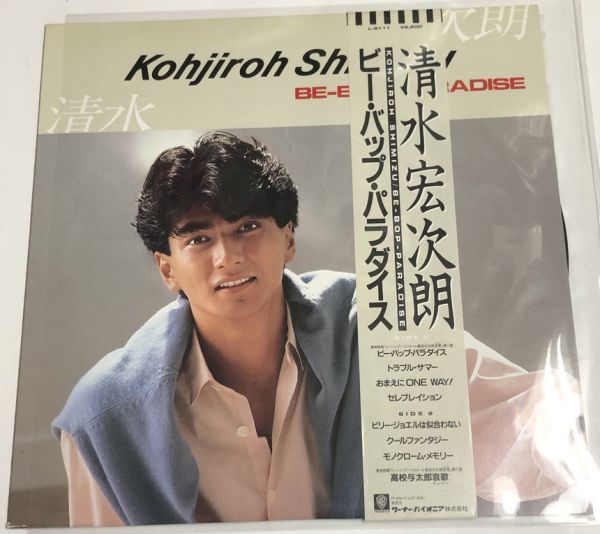 Kohjiroh Sh
BE-B
RADISE
清水
次朗
L-8111 ¥2,800
清水宏次朗
KOHJIROH SHIMIZU/BE-BOP-PARADISE
ビー・バップ・パラダイス
SIDE 1
ビー・バップ・パラダイス
トラブル・サマー
おまえにONE WAY!
セレブレイション
SIDE 2
ビリー・ジョエルは似合わない
クールファンタジー
モノクローム・メモリー
高校与太郎哀歌
ワーナー・パイオニア株式会社